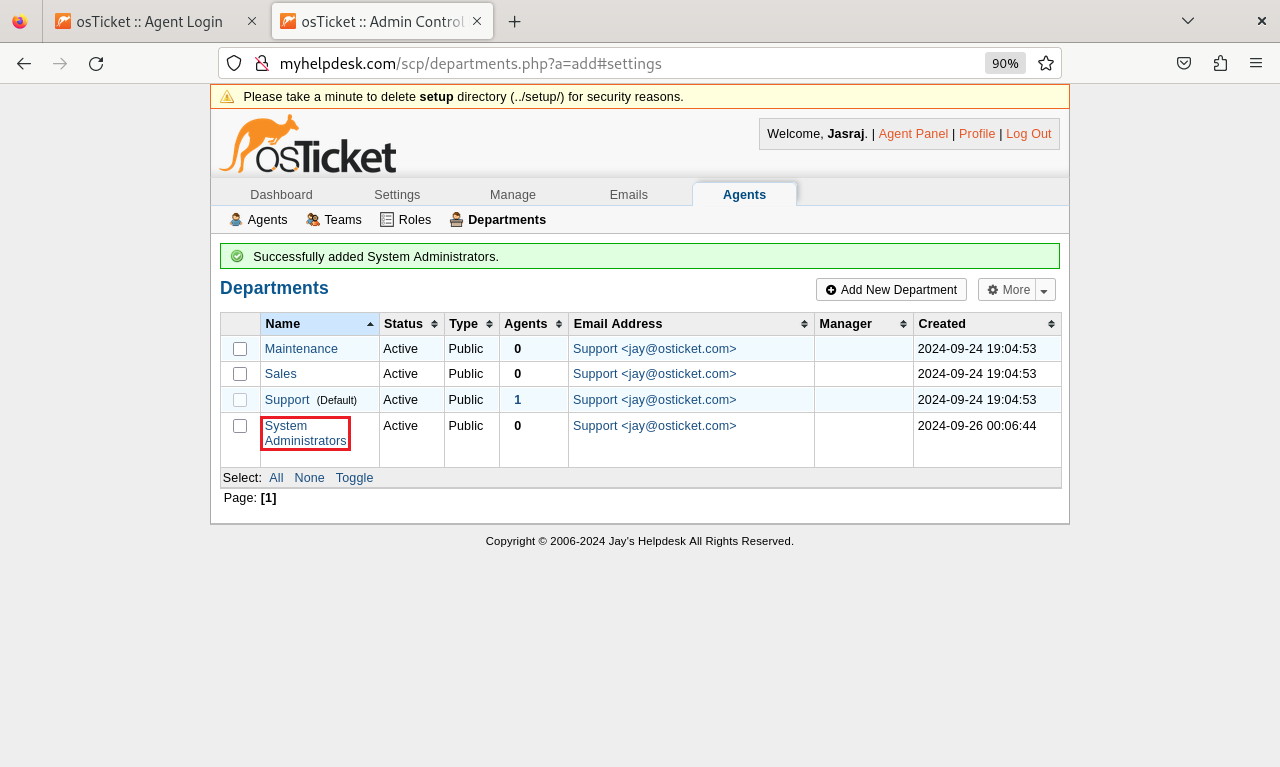 osTicket :: Agent Login
osTicket :: Admin Control
myhelpdesk.com/scp/departments.php?a=add#settings
90%
Please take a minute to delete setup directory (../setup/) for security reasons.
osTicket
Welcome, Jasraj. | Agent Panel | Profile | Log Out
Dashboard Settings Manage Emails Agents
Agents Teams Roles Departments
Successfully added System Administrators.
Departments
Add New Department More
Name Status Type Agents Email Address Manager Created
Maintenance Active Public 0 Support <jay@osticket.com> 2024-09-24 19:04:53
Sales Active Public 0 Support <jay@osticket.com> 2024-09-24 19:04:53
Support (Default) Active Public 1 Support <jay@osticket.com> 2024-09-24 19:04:53
System Active Public 0 Support <jay@osticket.com> 2024-09-26 00:06:44
Administrators
Select: All None Toggle
Page: [1]
Copyright © 2006-2024 Jay's Helpdesk All Rights Reserved.